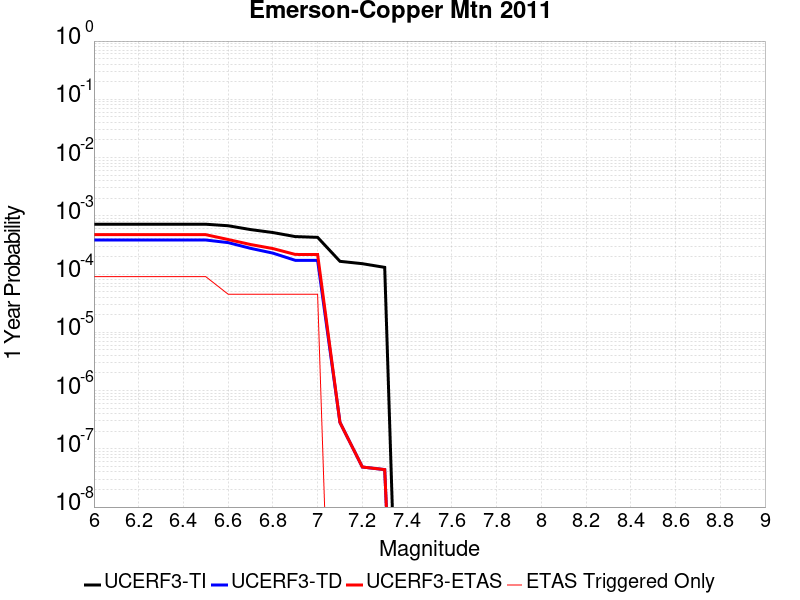 Emerson-Copper Mtn 2011
1 Year Probability
10^0
10^-1
10^-2
10^-3
10^-4
10^-5
10^-6
10^-7
10^-8
6 6.2 6.4 6.6 6.8 7 7.2 7.4 7.6 7.8 8 8.2 8.4 8.6 8.8 9
Magnitude
UCERF3-TI UCERF3-TD UCERF3-ETAS ETAS Triggered Only